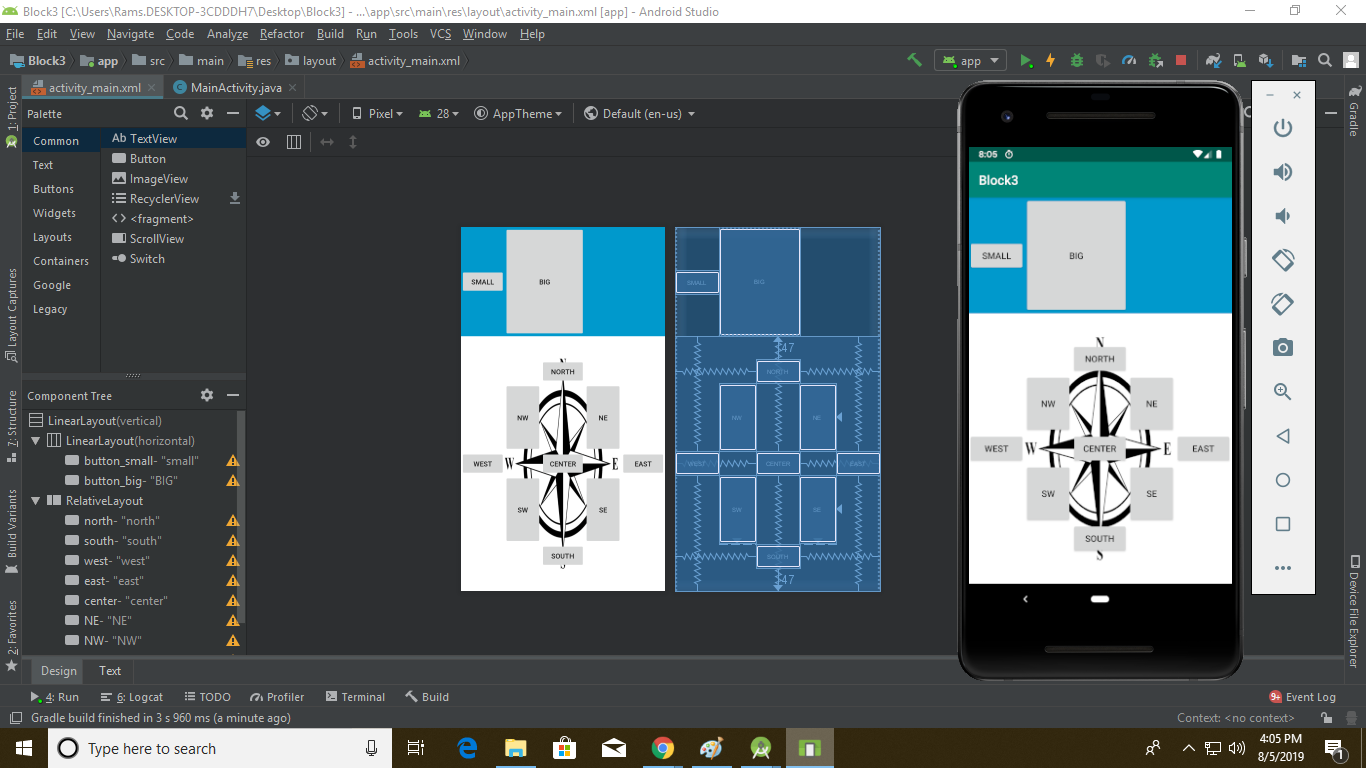 Block3 [C:\Users\Rams.DESKTOP-3CDDDH7\Desktop\Block3] - ...\app\src\main\res\layout\activity_main.xml [app] - Android Studio
File Edit View Navigate Code Analyze Refactor Build Run Tools VCS Window Help
Block3 app src main res layout activity_main.xml app
activity_main.xml MainActivity.java
Palette Pixel 28 AppTheme Default (en-us)
Common
Text
Buttons
Widgets
Layouts
Containers
Google
Legacy
Ab TextView
Button
ImageView
RecyclerView
<fragment>
ScrollView
Switch
Component Tree
LinearLayout(vertical)
LinearLayout(horizontal)
button_small- "small"
button_big- "BIG"
RelativeLayout
north- "north"
south- "south"
west- "west"
east- "east"
center- "center"
NE- "NE"
NW- "NW"
Design Text
1: Project
Layout Captures
7: Structure
Build Variants
2: Favorites
SMALL BIG
N
NORTH
NW NE
WEST W CENTER E EAST
SW SE
SOUTH
SMALL BIG
47
NORTH
NW NE
WEST CENTER EAST
SW SE
SOUTH
47
8:05
Block3
SMALL BIG
N
NORTH
NW NE
WEST W CENTER E EAST
SW SE
SOUTH
S
Gradle
Device File Explorer
4: Run 6: Logcat TODO Profiler Terminal Build 9+ Event Log
Gradle build finished in 3 s 960 ms (a minute ago) Context: <no context>
Type here to search
4:05 PM
8/5/2019
1